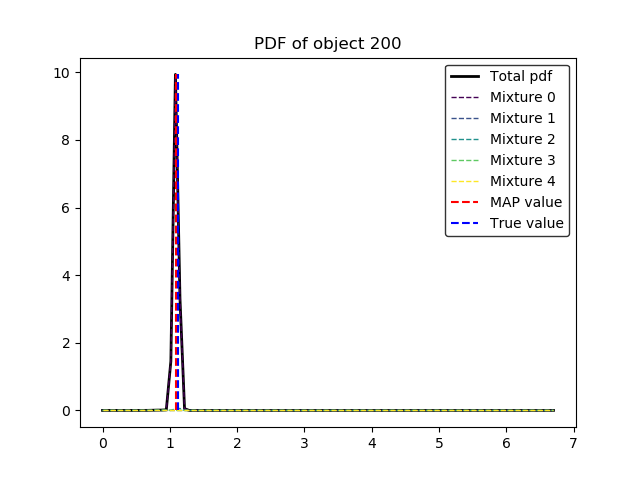 PDF of object 200
10
8
6
4
2
0
0 1 2 3 4 5 6 7
Total pdf
Mixture 0
Mixture 1
Mixture 2
Mixture 3
Mixture 4
MAP value
True value